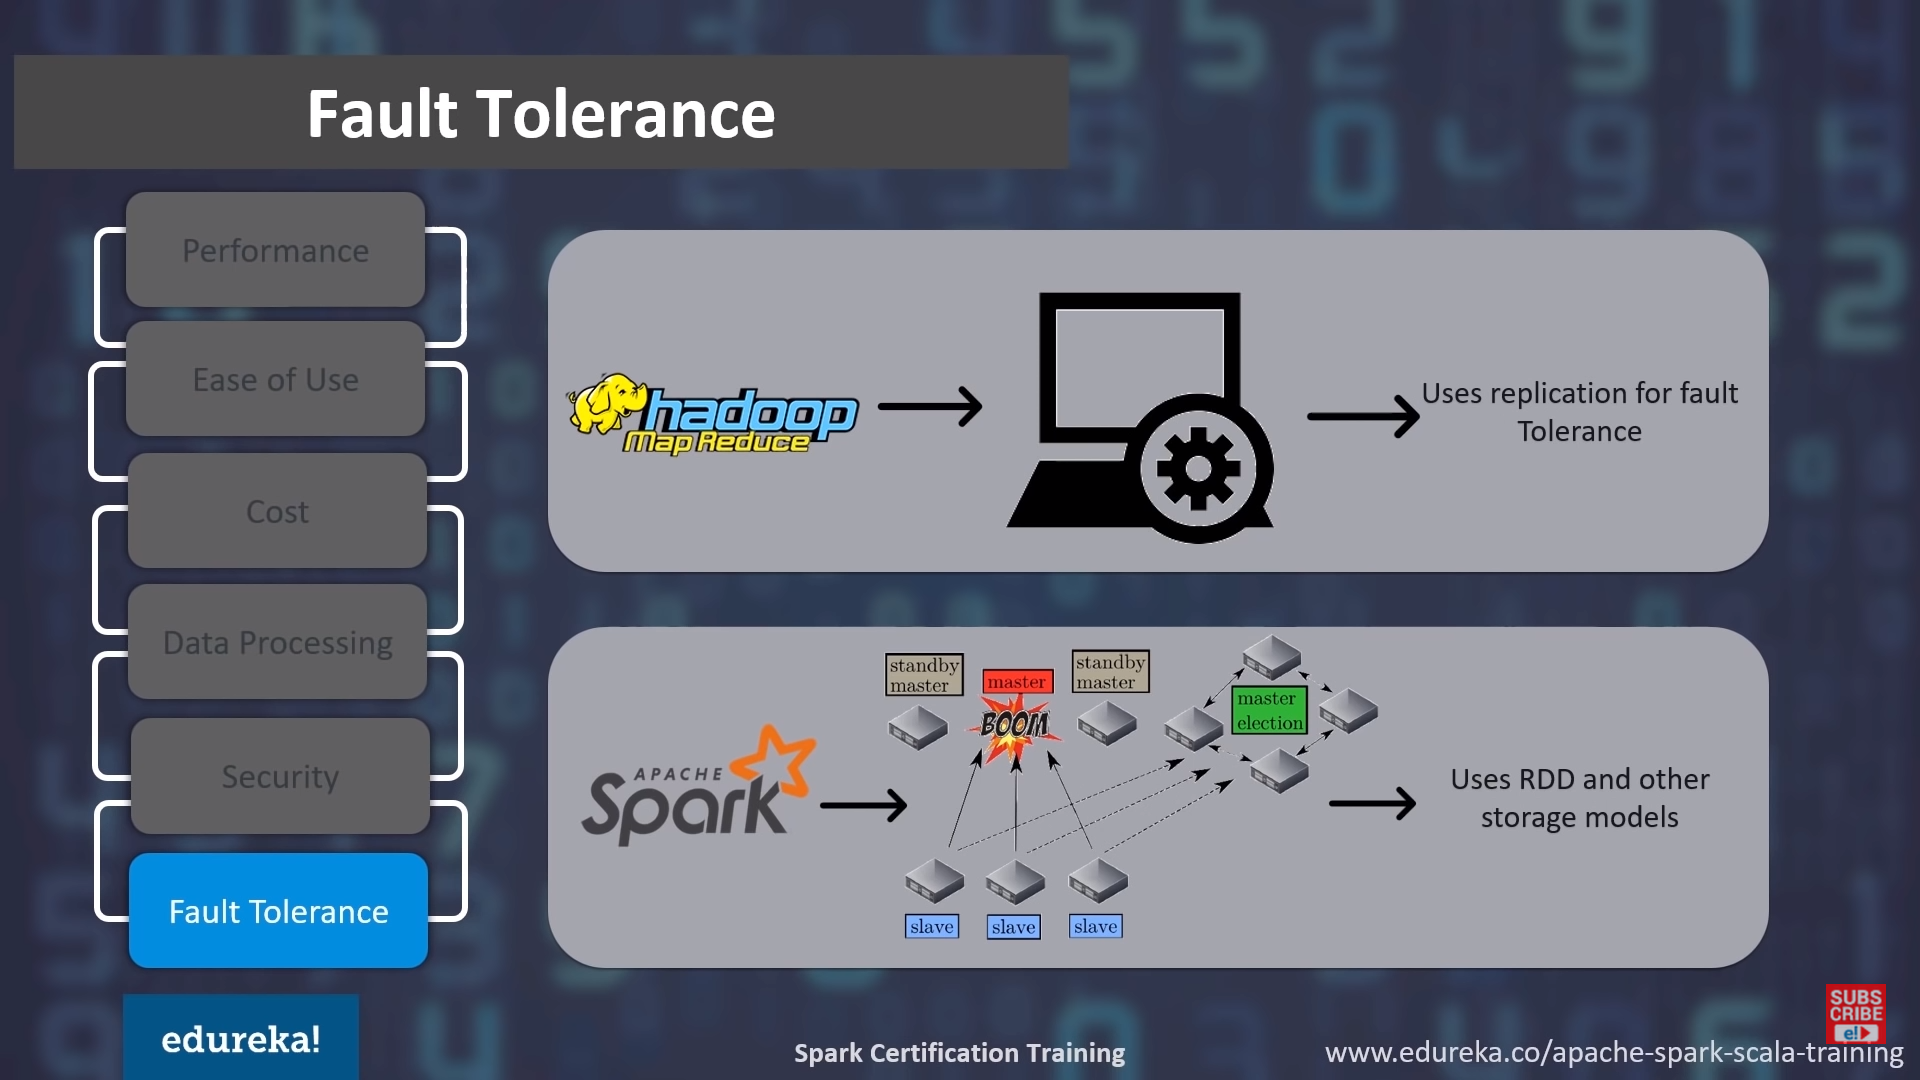 Fault Tolerance
Performance
Ease of Use
Cost
Data Processing
Security
Fault Tolerance
hadoop
Map Reduce
Uses replication for fault
Tolerance
APACHE
Spark
standby
master
master
standby
master
BOOM
master
election
slave
slave
slave
Uses RDD and other
storage models
edureka!
Spark Certification Training
www.edureka.co/apache-spark-scala-training
SUBS
CRIBE
e!